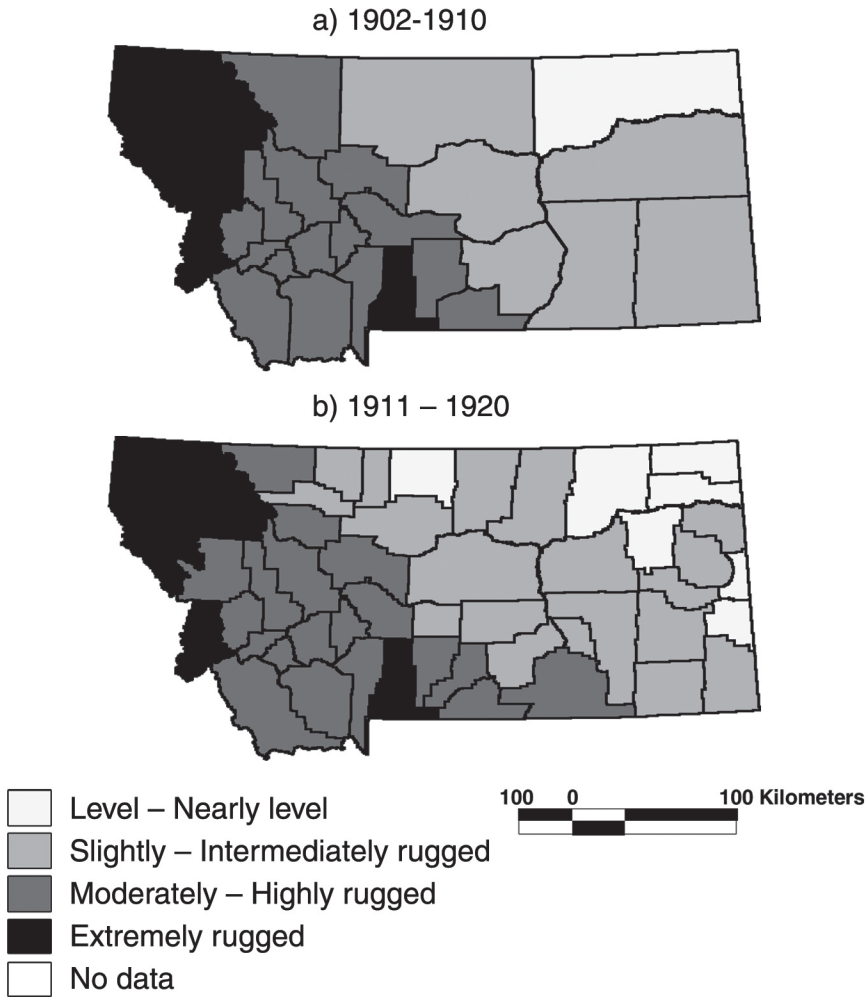 a) 1902-1910
b) 1911 – 1920
Level – Nearly level
Slightly – Intermediately rugged
Moderately – Highly rugged
Extremely rugged
No data
100 0 100 Kilometers